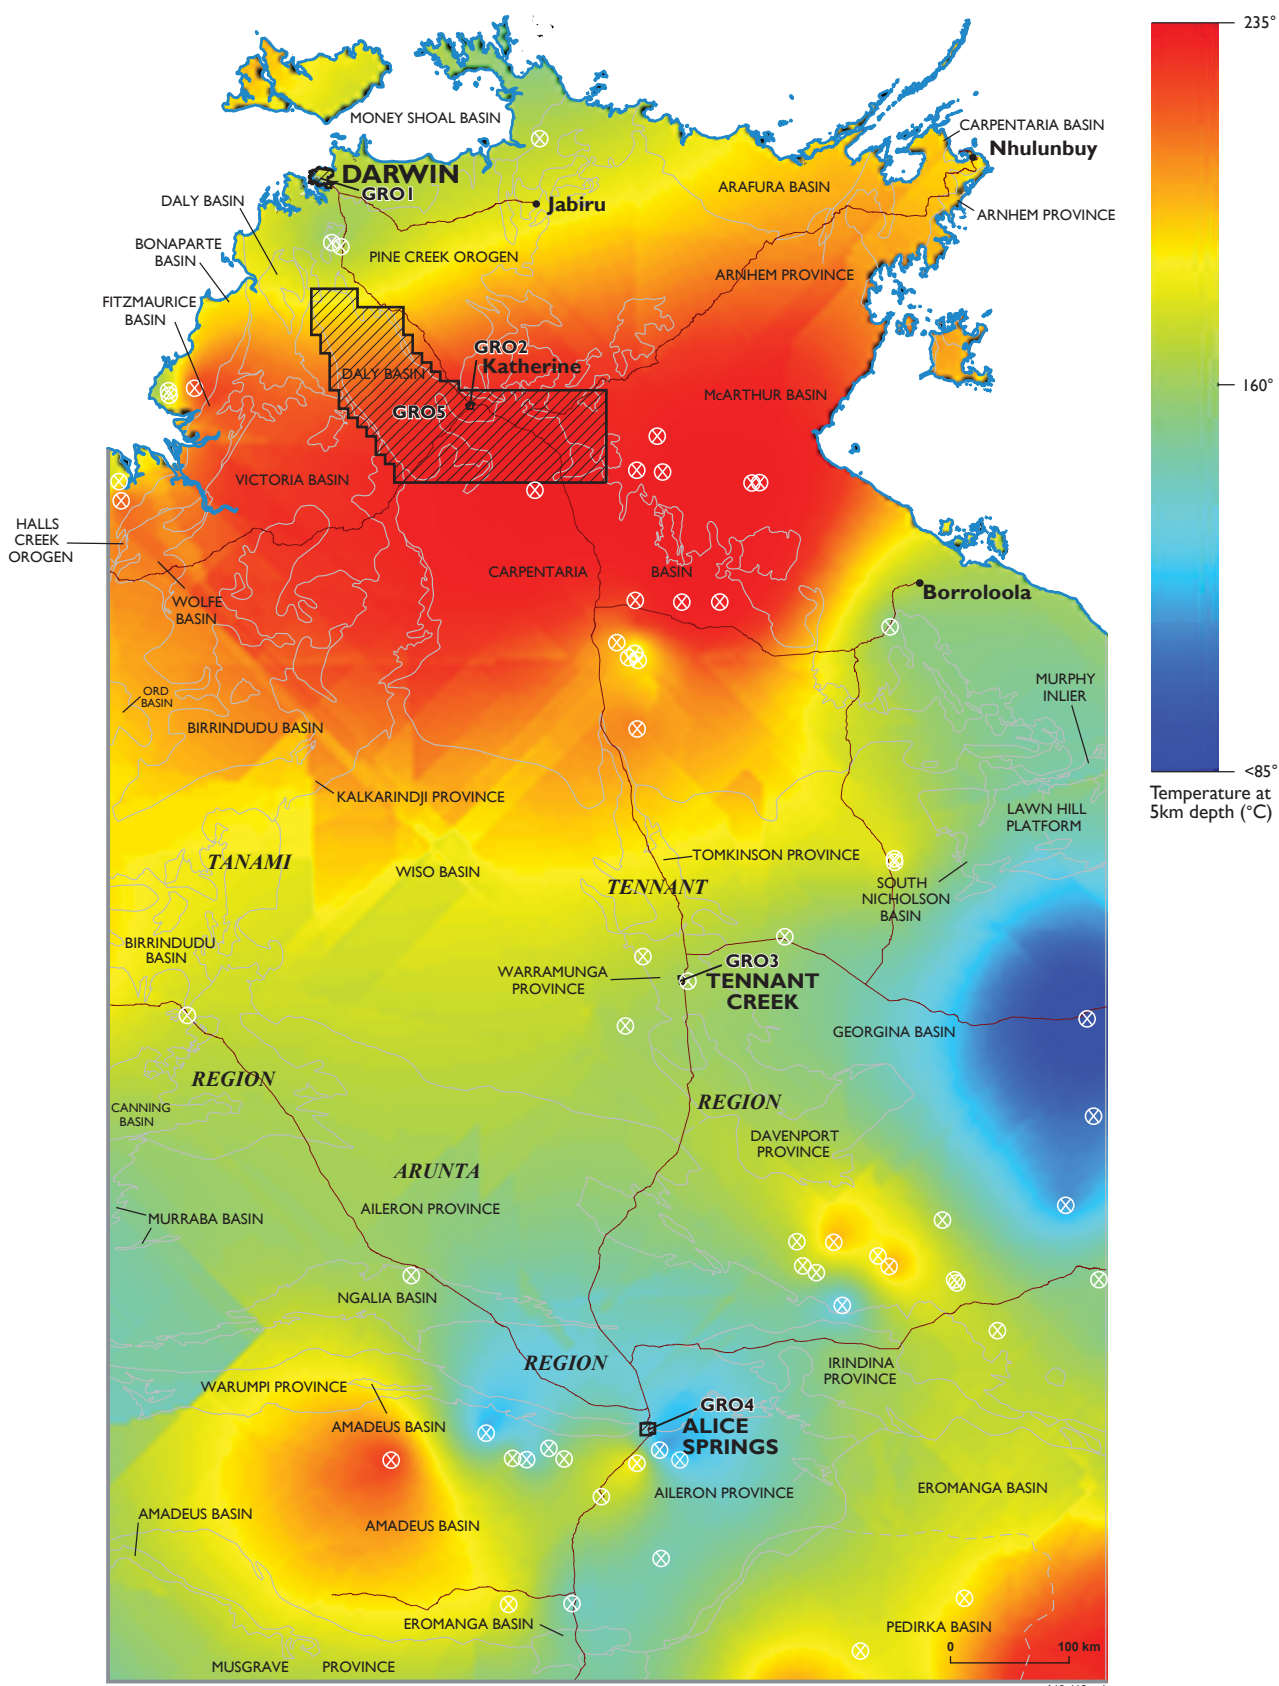 235°
MONEY SHOAL BASIN
CARPENTARIA BASIN
Nhulunbuy
DARWIN
GRO1
ARAFURA BASIN
DALY BASIN
Jabiru
ARNHEM PROVINCE
BONAPARTE
BASIN
PINE CREEK OROGEN
ARNHEM PROVINCE
FITZMAURICE
BASIN
GRO2
Katherine
DALY BASIN
160°
McARTHUR BASIN
GRO5
VICTORIA BASIN
HALLS
CREEK
OROGEN
CARPENTARIA
BASIN
Borroloola
WOLFE
BASIN
MURPHY
INLIER
ORD
BASIN
BIRRINDUDU BASIN
<85°
Temperature at
5km depth (°C)
KALKARINDJI PROVINCE
LAWN HILL
PLATFORM
TANAMI
WISO BASIN
TOMKINSON PROVINCE
TENNANT
SOUTH
NICHOLSON
BASIN
BIRRINDUDU
BASIN
GRO3
WARRAMUNGA
PROVINCE
TENNANT
CREEK
GEORGINA BASIN
REGION
REGION
CANNING
BASIN
DAVENPORT
PROVINCE
ARUNTA
AILERON PROVINCE
MURRABA BASIN
NGALIA BASIN
REGION
IRINDINA
PROVINCE
WARUMPI PROVINCE
GRO4
AMADEUS BASIN
ALICE
SPRINGS
EROMANGA BASIN
AILERON PROVINCE
AMADEUS BASIN
AMADEUS BASIN
EROMANGA BASIN
PEDIRKA BASIN
0
100 km
MUSGRAVE
PROVINCE